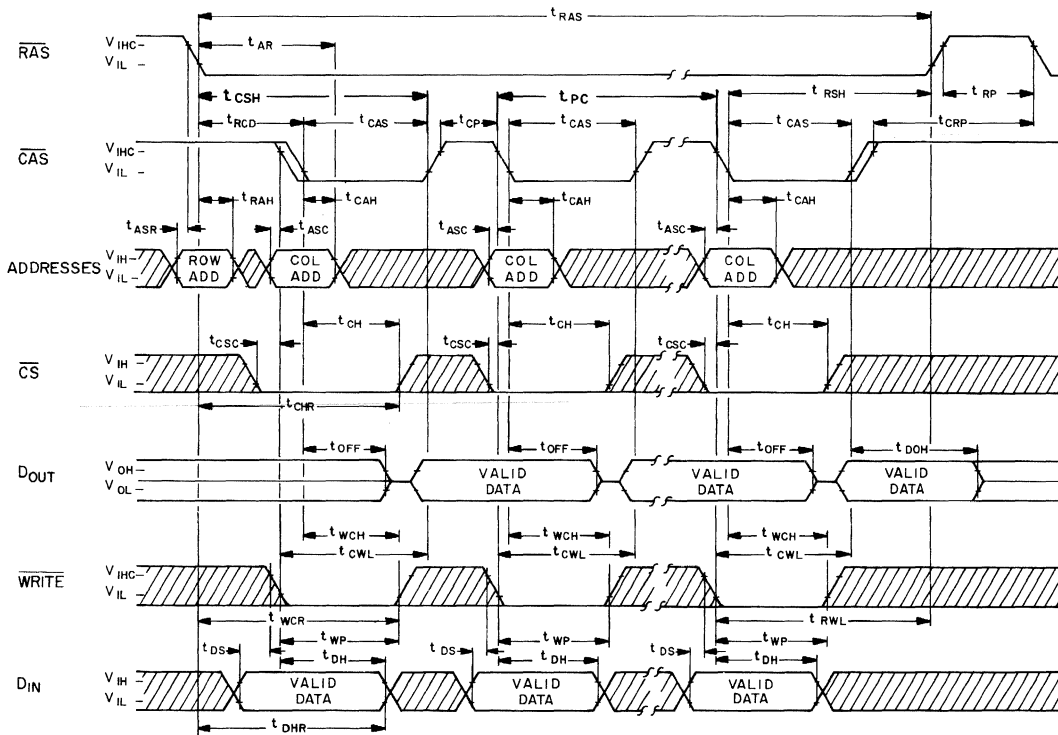 tRAS
RAS
VIHC
VIL
tAR
tCSH
tPC
tRSH
tRP
tRCD
tCAS
tCP
tCAS
tCAS
tCRP
CAS
VIHC
VIL
tRAH
tCAH
tCAH
tCAH
tASR
tASC
tASC
tASC
ADDRESSES
VIH
VIL
ROW ADD
COL ADD
COL ADD
COL ADD
tCH
tCH
tCH
tCSC
tCSC
tCSC
CS
VIH
VIL
tCHR
tOFF
tOFF
tOFF
tDOH
DOUT
VOH
VOL
VALID DATA
VALID DATA
VALID DATA
tWCH
tWCH
tWCH
tCWL
tCWL
tCWL
WRITE
VIHC
VIL
tWCR
tRWL
tWP
tWP
tWP
tDS
tDH
tDS
tDH
tDS
tDH
DIN
VIH
VIL
VALID DATA
VALID DATA
VALID DATA
tDHR